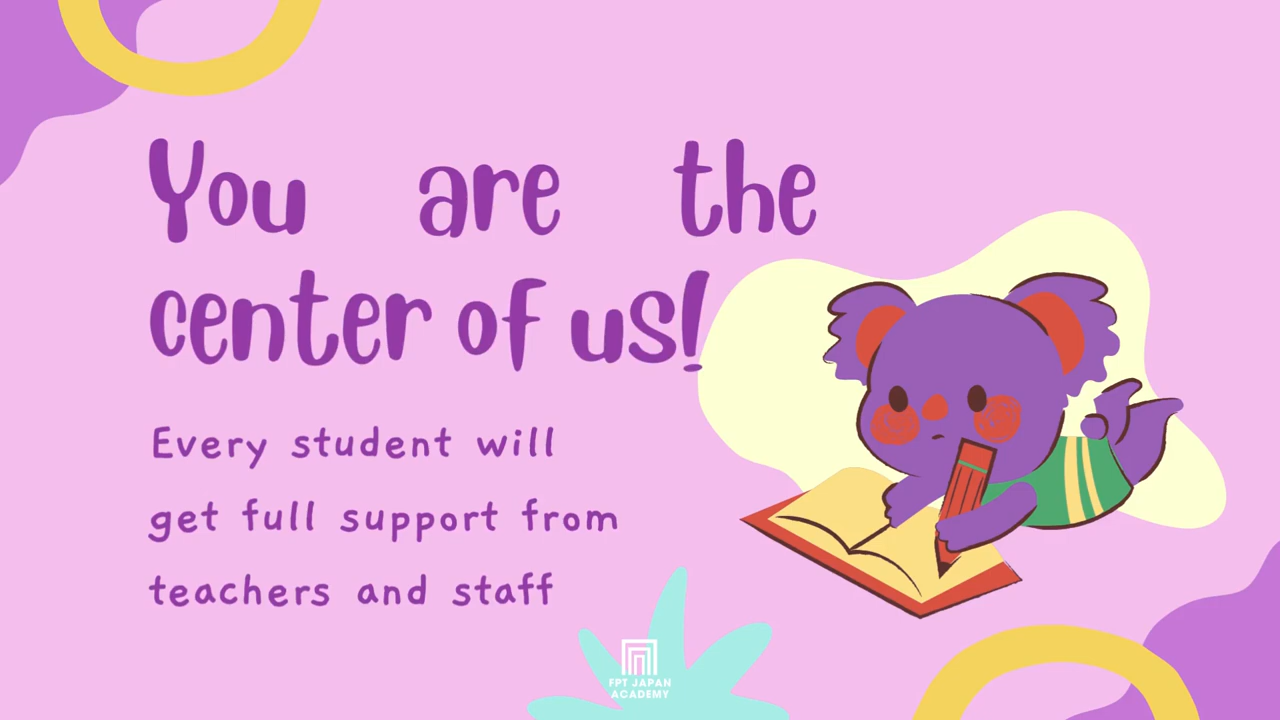 You are the
center of us!
Every student will
get full support from
teachers and staff
FPT JAPAN
ACADEMY